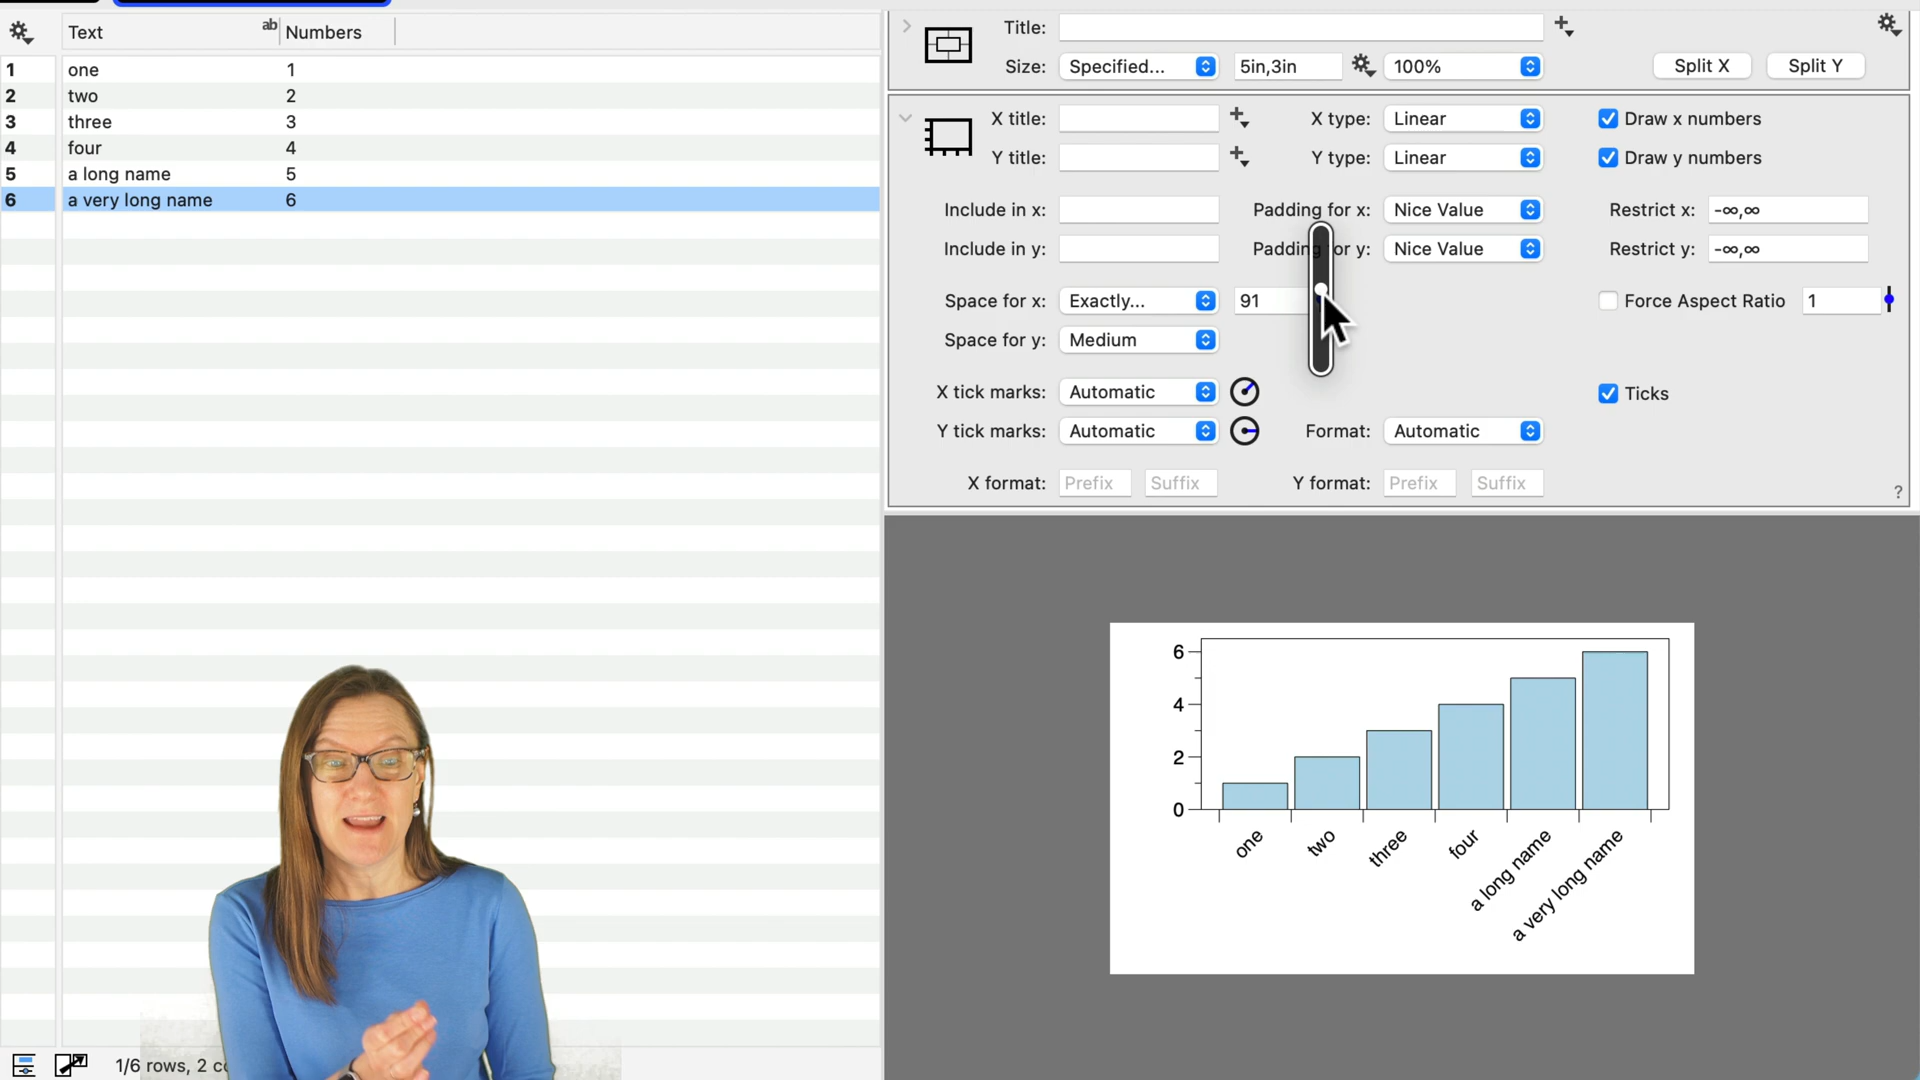 Text ab Numbers
1 one 1
2 two 2
3 three 3
4 four 4
5 a long name 5
6 a very long name 6
1/6 rows, 2
Title:
Size: Specified... 5in,3in 100% Split X Split Y
X title: X type: Linear Draw x numbers
Y title: Y type: Linear Draw y numbers
Include in x: Padding for x: Nice Value Restrict x: -∞,∞
Include in y: Padding for y: Nice Value Restrict y: -∞,∞
Space for x: Exactly... 91 Force Aspect Ratio 1
Space for y: Medium
X tick marks: Automatic Ticks
Y tick marks: Automatic Format: Automatic
X format: Prefix Suffix Y format: Prefix Suffix
?
6
4
2
0
one two three four a long name a very long name